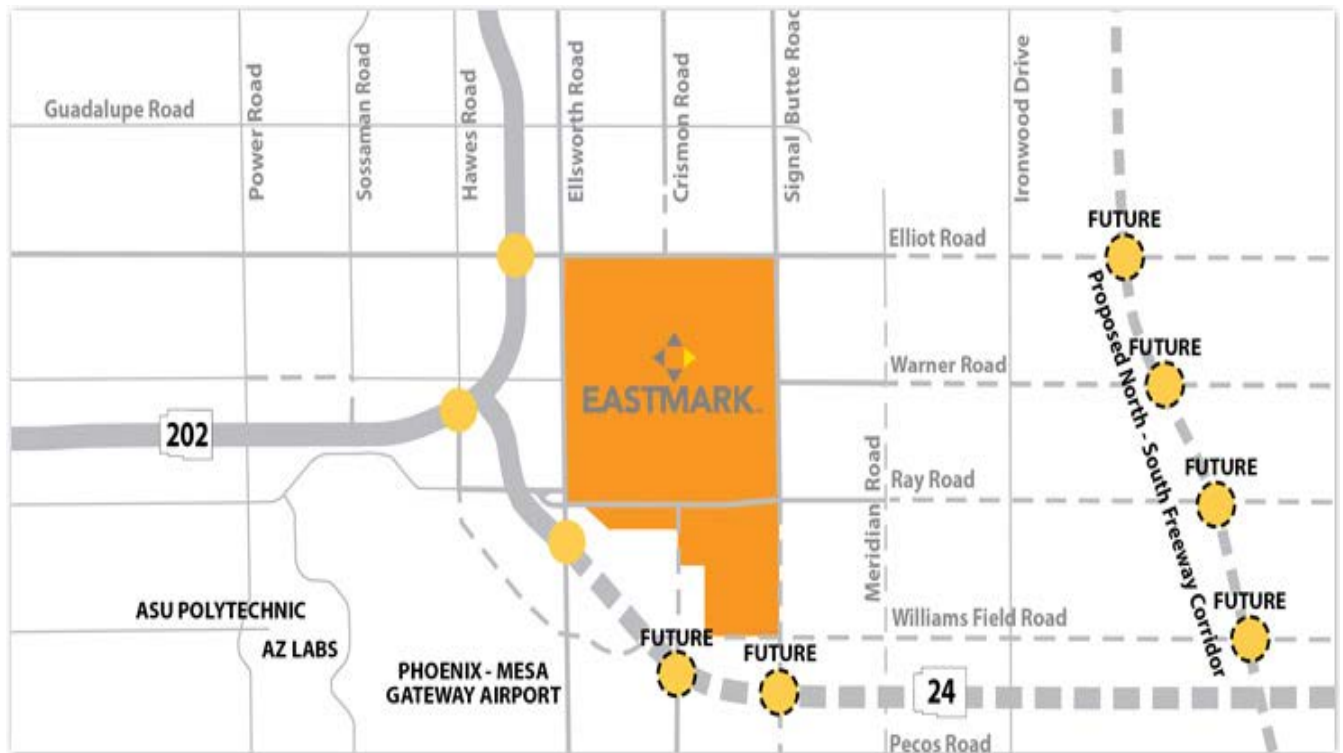 Guadalupe Road
Power Road
Sossaman Road
Hawes Road
Ellsworth Road
Crismon Road
Signal Butte Road
Ironwood Drive
FUTURE
Elliot Road
Proposed North - South Freeway Corridor
FUTURE
EASTMARK
Warner Road
202
FUTURE
Ray Road
Meridian Road
ASU POLYTECHNIC
AZ LABS
FUTURE
Williams Field Road
FUTURE
FUTURE
PHOENIX - MESA
GATEWAY AIRPORT
24
Pecos Road